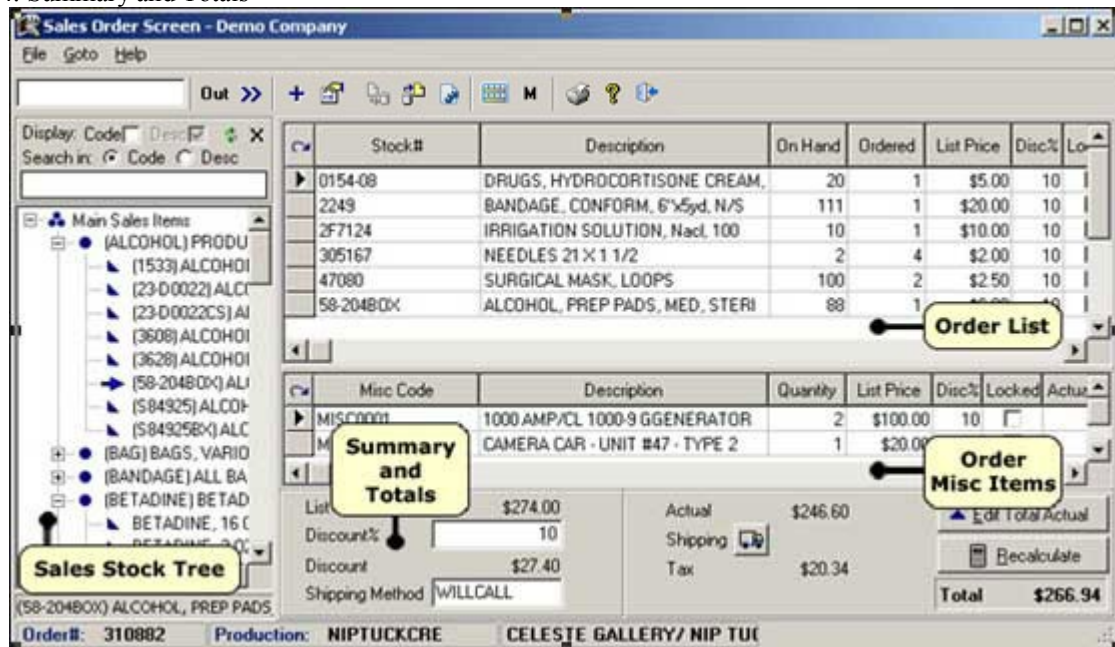 4. Summary and Totals
Sales Order Screen - Demo Company
File Goto Help
Out >> M
Display: Code Desc
Search in: Code Desc
Main Sales Items
(ALCOHOL) PRODU
(1533) ALCOHOI
(23-D0022) ALC
(23-D0022CS) Al
(3608) ALCOHOI
(3628) ALCOHOI
(58-204BOX) AL
(S84925) ALCOH
(S84925BX) ALC
(BAG) BAGS, VARIO
(BANDAGE) ALL BA
(BETADINE) BETAD
BETADINE, 16
Sales Stock Tree
(58-204BOX) ALCOHOL, PREP PADS
Stock# Description On Hand Ordered List Price Disc% Lo
0154-08 DRUGS, HYDROCORTISONE CREAM, 20 1 $5.00 10
2249 BANDAGE, CONFORM, 6"x5yd, N/S 111 1 $20.00 10
2F7124 IRRIGATION SOLUTION, Nacl, 100 10 1 $10.00 10
305167 NEEDLES 21 X 1 1/2 2 4 $2.00 10
47080 SURGICAL MASK, LOOPS 100 2 $2.50 10
58-204BOX ALCOHOL, PREP PADS, MED, STERI 88 1 10
Order List
Misc Code Description Quantity List Price Disc% Locked Actua
MISC0001 1000 AMP/CL 1000-9 GGENERATOR 2 $100.00 10
M CAMERA CAR - UNIT #47 - TYPE 2 1 $20.00
Order Misc Items
Summary and Totals
List $274.00
Discount% 10
Discount $27.40
Shipping Method WILLCALL
Actual $246.60
Shipping
Tax $20.34
Edit Total Actual
Recalculate
Total $266.94
Order#: 310882 Production: NIPTUCKCRE CELESTE GALLERY/ NIP TU(